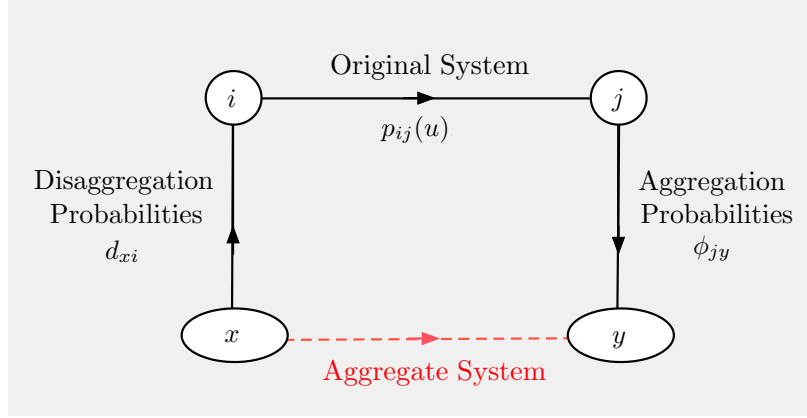 Original System
i
j
p_{ij}(u)
Disaggregation
Probabilities
d_{xi}
Aggregation
Probabilities
ϕ_{jy}
x
y
Aggregate System